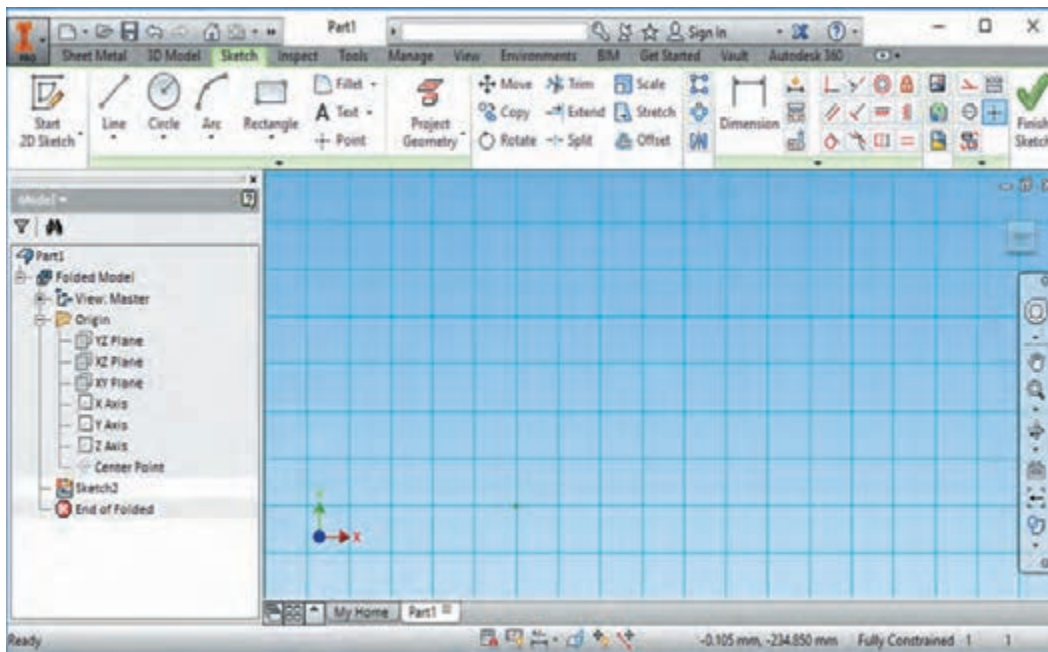 PRO
Part1
Sign In
Sheet Metal 3D Model Sketch Inspect Tools Manage View Environments BIM Get Started Vault Autodesk 360
Start
2D Sketch
Line
Circle
Arc
Rectangle
Fillet
A Text
Point
Project
Geometry
Move
Copy
Rotate
Trim
Extend
Split
Scale
Stretch
Offset
Dimension
Finish
Sketch
Model
Part1
Folded Model
View: Master
Origin
YZ Plane
XZ Plane
XY Plane
X Axis
Y Axis
Z Axis
Center Point
Sketch2
End of Folded
Y
X
My Home Part1
Ready
-0.105 mm, -234.850 mm Fully Constrained 1 1